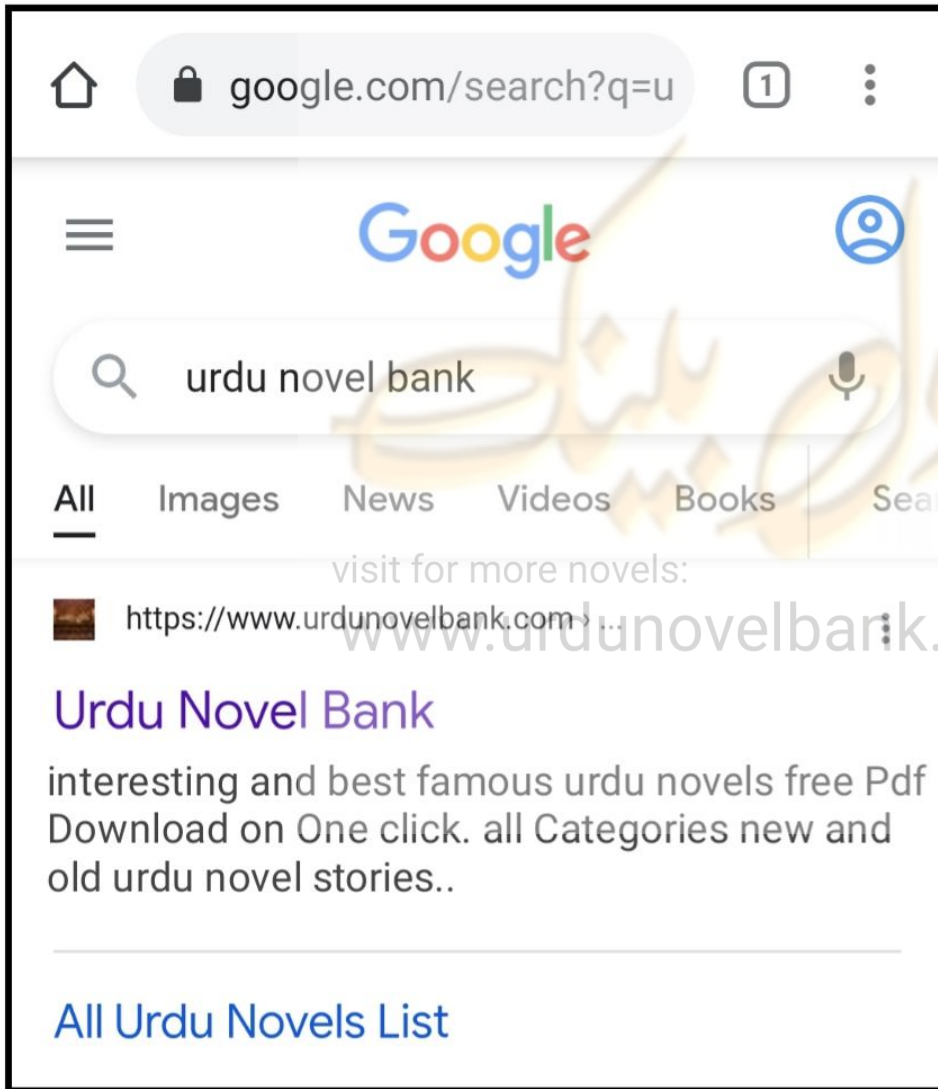 google.com/search?q=u
1
Google
urdu novel bank
All Images News Videos Books Sea
visit for more novels:
https://www.urdunovelbank.com › ...
www.urdunovelbank.
Urdu Novel Bank
interesting and best famous urdu novels free Pdf
Download on One click. all Categories new and
old urdu novel stories..
All Urdu Novels List